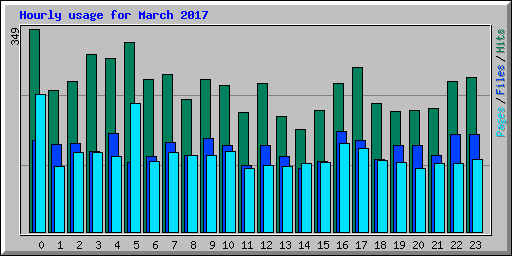 Hourly usage for March 2017
349
Pages/Files/Hits
0 1 2 3 4 5 6 7 8 9 10 11 12 13 14 15 16 17 18 19 20 21 22 23